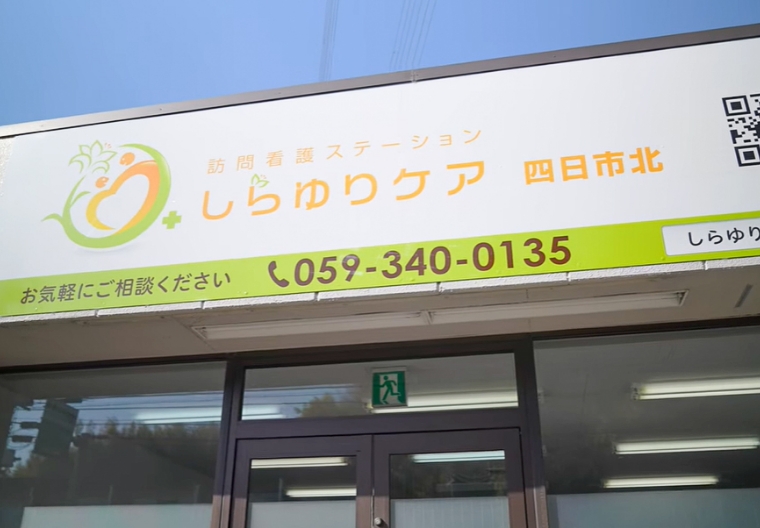 訪問看護ステーション
しらゆりケア 四日市北
お気軽にご相談ください 059-340-0135
しらゆり